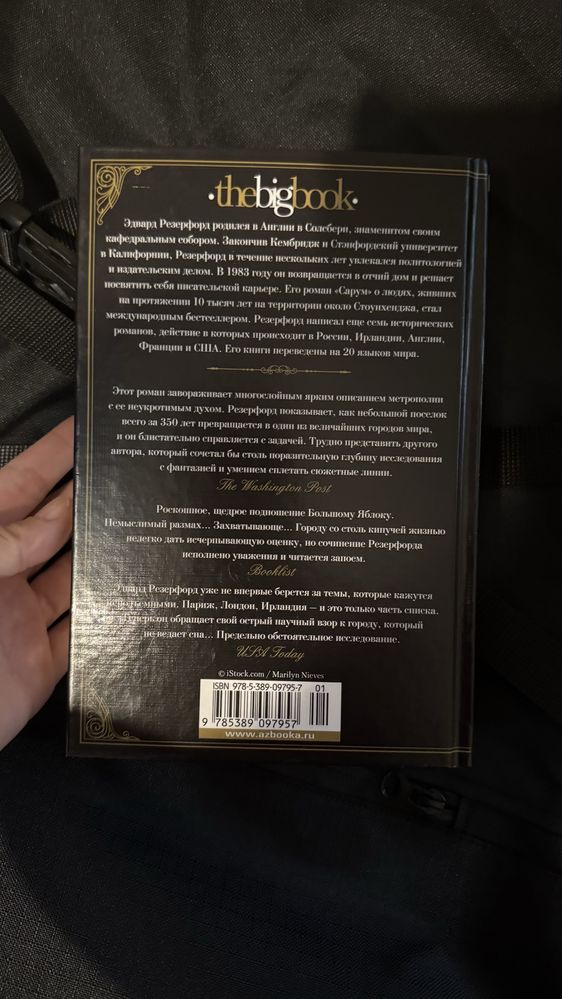 ·thebigbook·
Эдвард Резерфорд родился в Англии в Солсбери, знаменитом своим
кафедральным собором. Закончив Кембридж и Стэнфордский университет
в Калифорнии, Резерфорд в течение нескольких лет увлекался политологией
и издательским делом. В 1983 году он возвращается в отчий дом и решает
посвятить себя писательской карьере. Его роман «Сарум» о людях, живших
на протяжении 10 тысяч лет на территории около Стоунхенджа, стал
международным бестселлером. Резерфорд написал еще семь исторических
романов, действие в которых происходит в России, Ирландии, Англии,
Франции и США. Его книги переведены на 20 языков мира.
Этот роман завораживает многослойным ярким описанием метрополии
с ее неукротимым духом. Резерфорд показывает, как небольшой поселок
всего за 350 лет превращается в один из величайших городов мира,
и он блистательно справляется с задачей. Трудно представить другого
автора, который сочетал бы столь поразительную глубину исследования
с фантазией и умением сплетать сюжетные линии.
The Washington Post
Роскошное, щедрое подношение Большому Яблоку.
Немыслимый размах... Захватывающе... Городу со столь кипучей жизнью
нелегко дать исчерпывающую оценку, но сочинение Резерфорда
исполнено уважения и читается запоем.
Booklist
Эдвард Резерфорд уже не впервые берется за темы, которые кажутся
неподъемными. Париж, Лондон, Ирландия — и это только часть списка.
обращает свой острый научный взор к городу, который
не ведает сна... Предельно обстоятельное исследование.
USA Today
© iStock.com / Marilyn Nieves
ISBN 978-5-389-09795-7 01
9 785389 097957
www.azbooka.ru